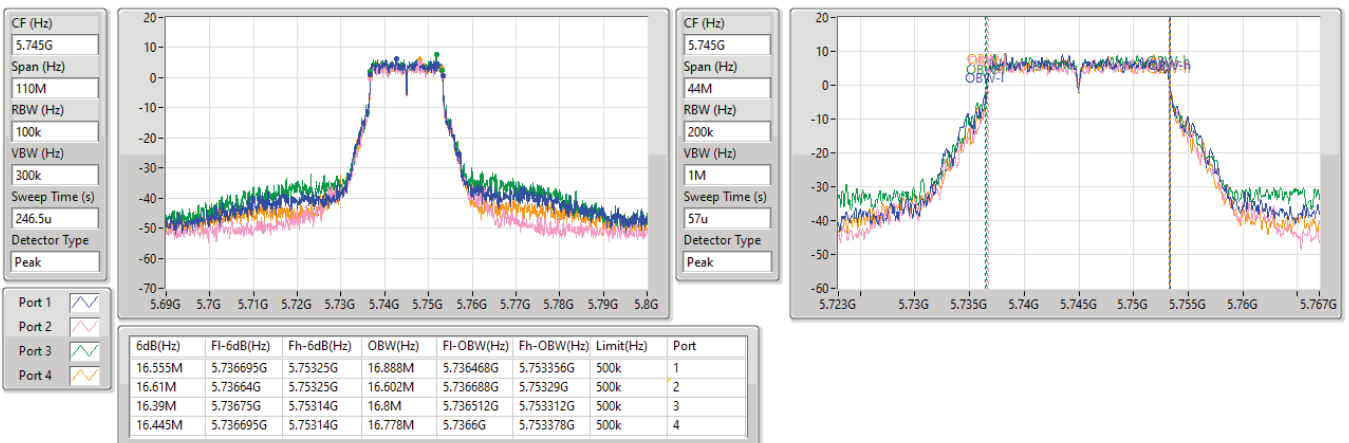 CF (Hz)
5.745G
Span (Hz)
110M
RBW (Hz)
100k
VBW (Hz)
300k
Sweep Time (s)
246.5u
Detector Type
Peak
20
10
0
-10
-20
-30
-40
-50
-60
-70
5.69G 5.7G 5.71G 5.72G 5.73G 5.74G 5.75G 5.76G 5.77G 5.78G 5.79G 5.8G
CF (Hz)
5.745G
Span (Hz)
44M
RBW (Hz)
200k
VBW (Hz)
1M
Sweep Time (s)
57u
Detector Type
Peak
20
10
0
-10
-20
-30
-40
-50
-60
OBW-l
5.723G 5.73G 5.735G 5.74G 5.745G 5.75G 5.755G 5.76G 5.767G
Port 1
Port 2
Port 3
Port 4
6dB(Hz) Fl-6dB(Hz) Fh-6dB(Hz) OBW(Hz) Fl-OBW(Hz) Fh-OBW(Hz) Limit(Hz) Port
16.555M 5.736695G 5.75325G 16.888M 5.736468G 5.753356G 500k 1
16.61M 5.73664G 5.75325G 16.602M 5.736688G 5.75329G 500k 2
16.39M 5.73675G 5.75314G 16.8M 5.736512G 5.753312G 500k 3
16.445M 5.736695G 5.75314G 16.778M 5.7366G 5.753378G 500k 4